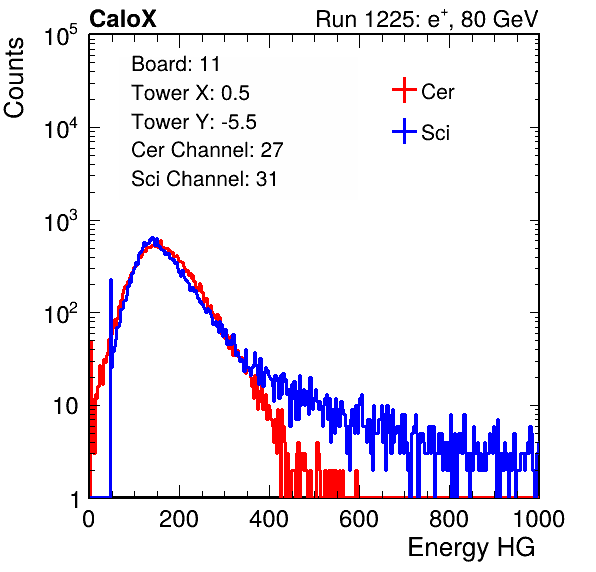 CaloX Run 1225: e⁺, 80 GeV
Counts
Board: 11
Tower X: 0.5
Tower Y: -5.5
Cer Channel: 27
Sci Channel: 31
Cer
Sci
10⁵
10⁴
10³
10²
10
1
0 200 400 600 800 1000
Energy HG